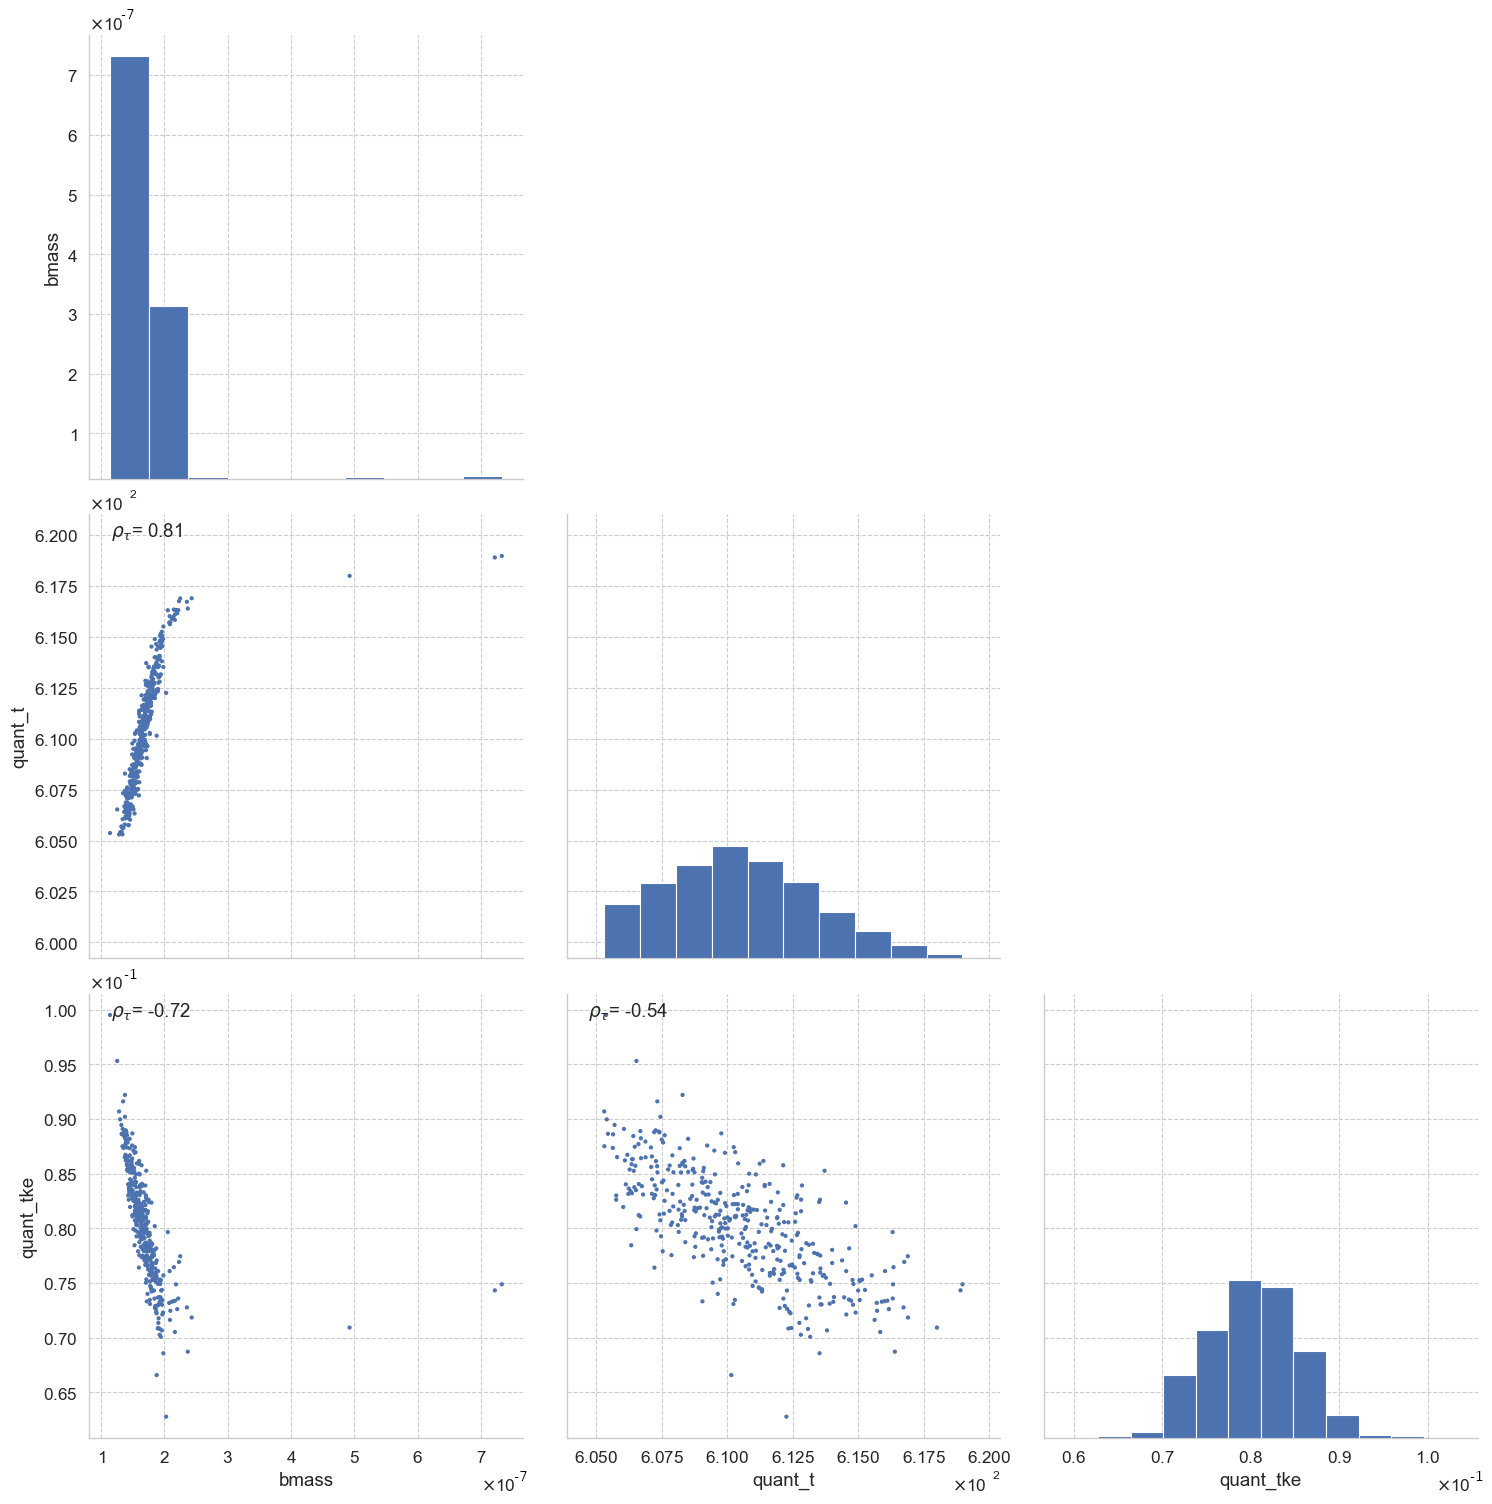 ×10-7
7
6
5
4
3
2
1
bmass
×10 2
6.200
6.175
6.150
6.125
6.100
6.075
6.050
6.025
6.000
quant_t
ρτ= 0.81
×10-1
1.00
0.95
0.90
0.85
0.80
0.75
0.70
0.65
quant_tke
ρτ= -0.72
ρτ= -0.54
1 2 3 4 5 6 7
bmass
×10-7
6.050 6.075 6.100 6.125 6.150 6.175 6.200
quant_t
×10 2
0.6 0.7 0.8 0.9 1.0
quant_tke
×10-1